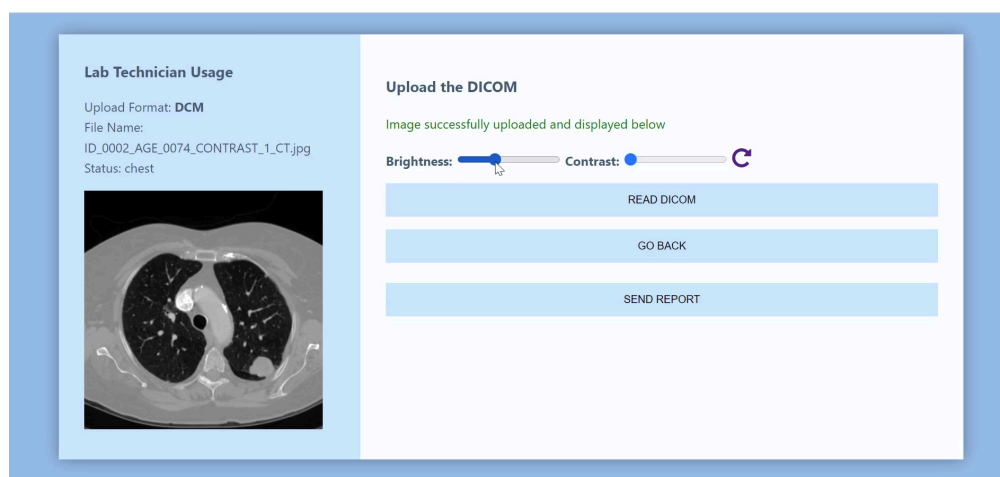 Lab Technician Usage
Upload Format: DCM
File Name:
ID_0002_AGE_0074_CONTRAST_1_CT.jpg
Status: chest
Upload the DICOM
Image successfully uploaded and displayed below
Brightness: Contrast:
READ DICOM
GO BACK
SEND REPORT